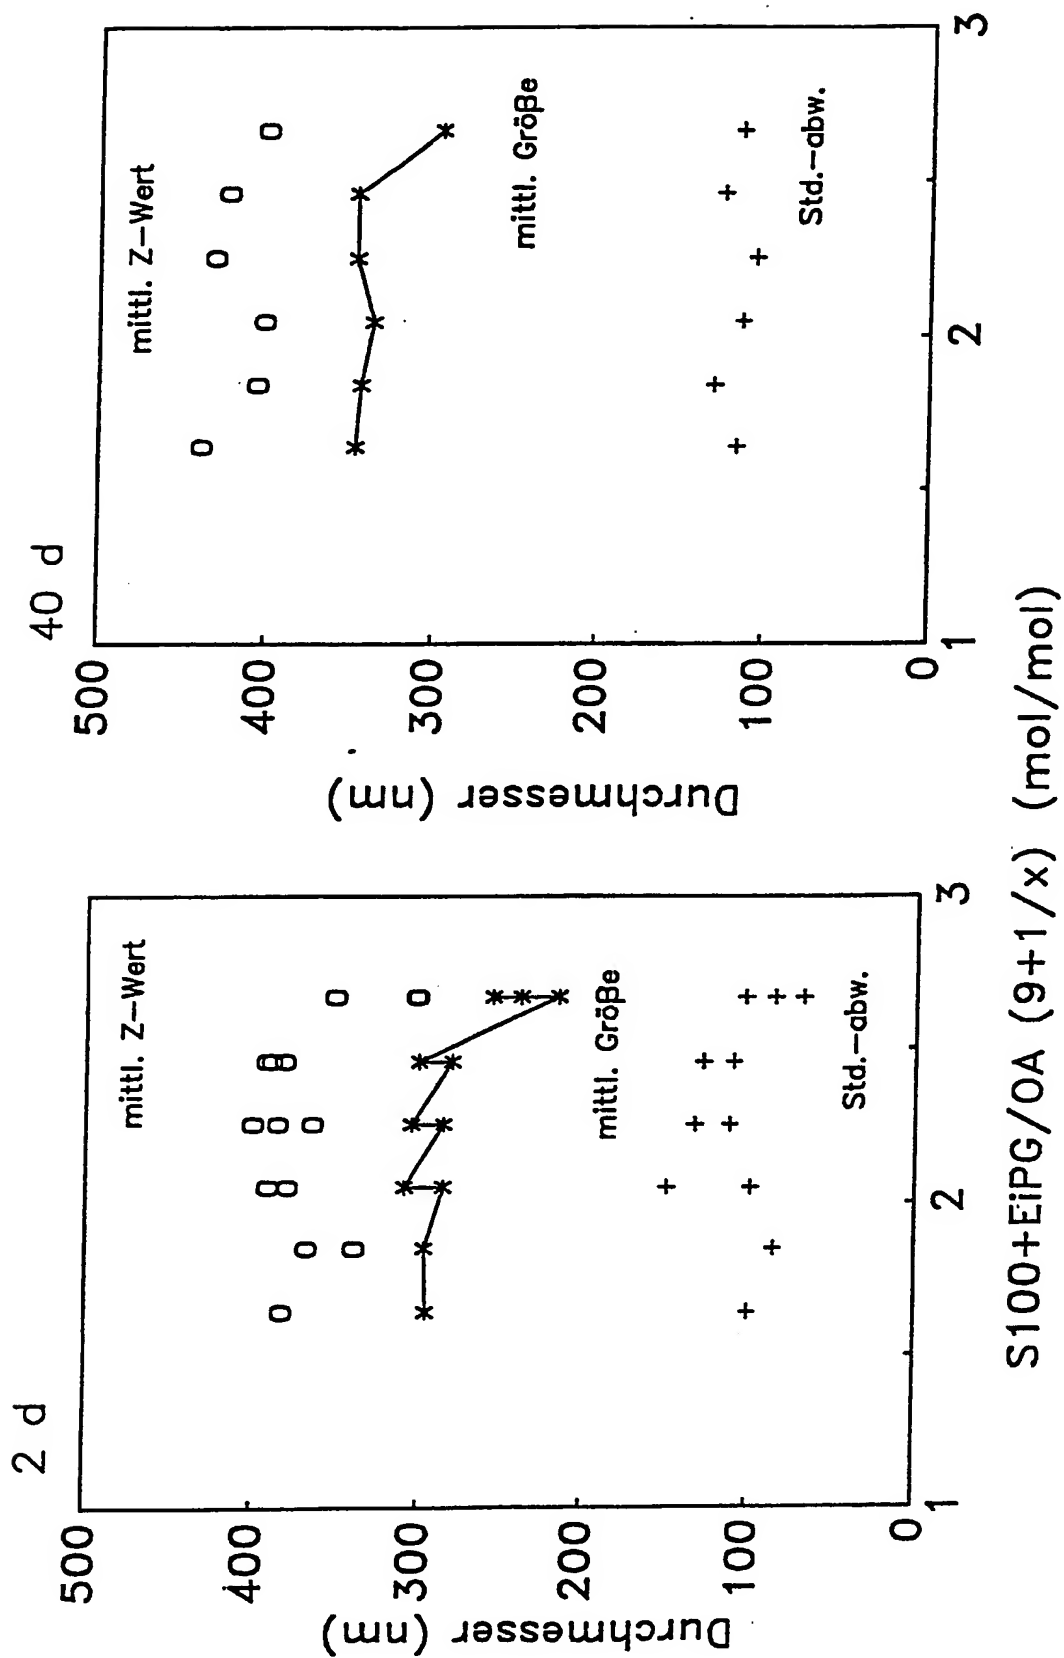 2 d
500
400
300
200
100
0
Durchmesser (nm)
mittl. Z–Wert
mittl. Größe
Std.–abw.
1
2
3
40 d
500
400
300
200
100
0
Durchmesser (nm)
mittl. Z–Wert
mittl. Größe
Std.–abw.
1
2
3
S100+EiPG/OA (9+1/x) (mol/mol)